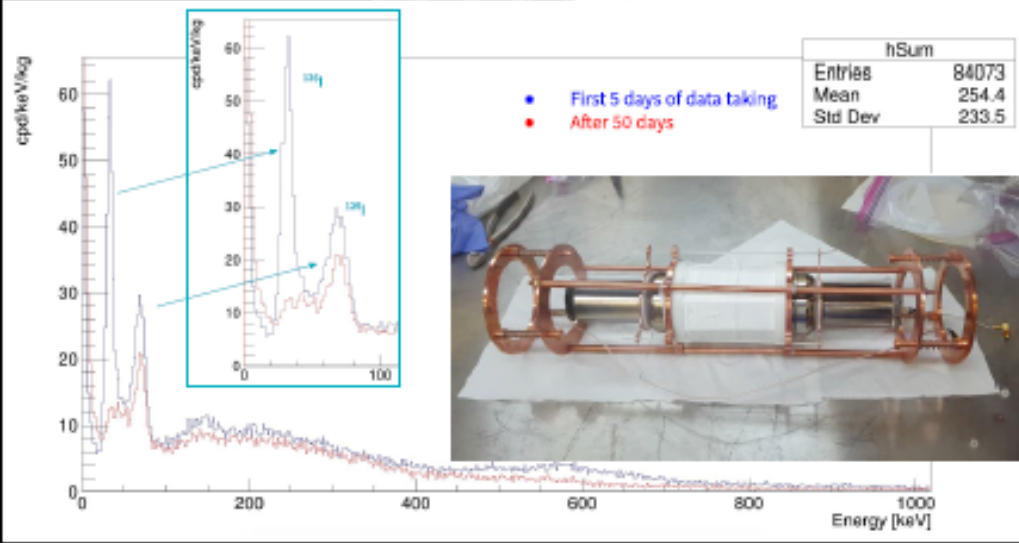 hSum
Entries 84073
Mean 254.4
Std Dev 233.5
First 5 days of data taking
After 50 days
cpd/keV/kg
60
50
40
30
20
10
0
0 200 400 600 800 1000
Energy [keV]
cpd/keV/kg
60
50
40
30
20
10
0
0 100